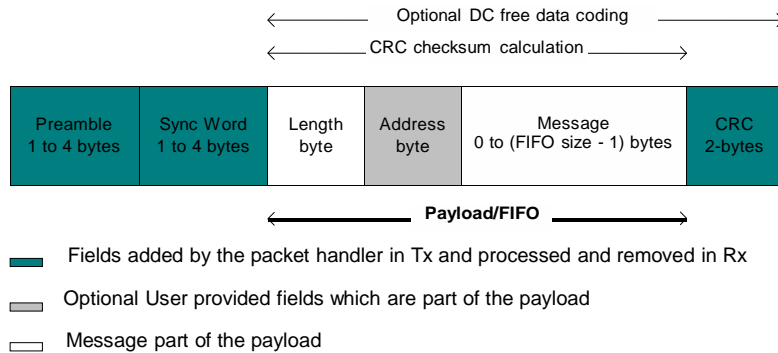 Optional DC free data coding
CRC checksum calculation
Preamble
1 to 4 bytes
Sync Word
1 to 4 bytes
Length
byte
Address
byte
Message
0 to (FIFO size - 1) bytes
CRC
2-bytes
Payload/FIFO
Fields added by the packet handler in Tx and processed and removed in Rx
Optional User provided fields which are part of the payload
Message part of the payload